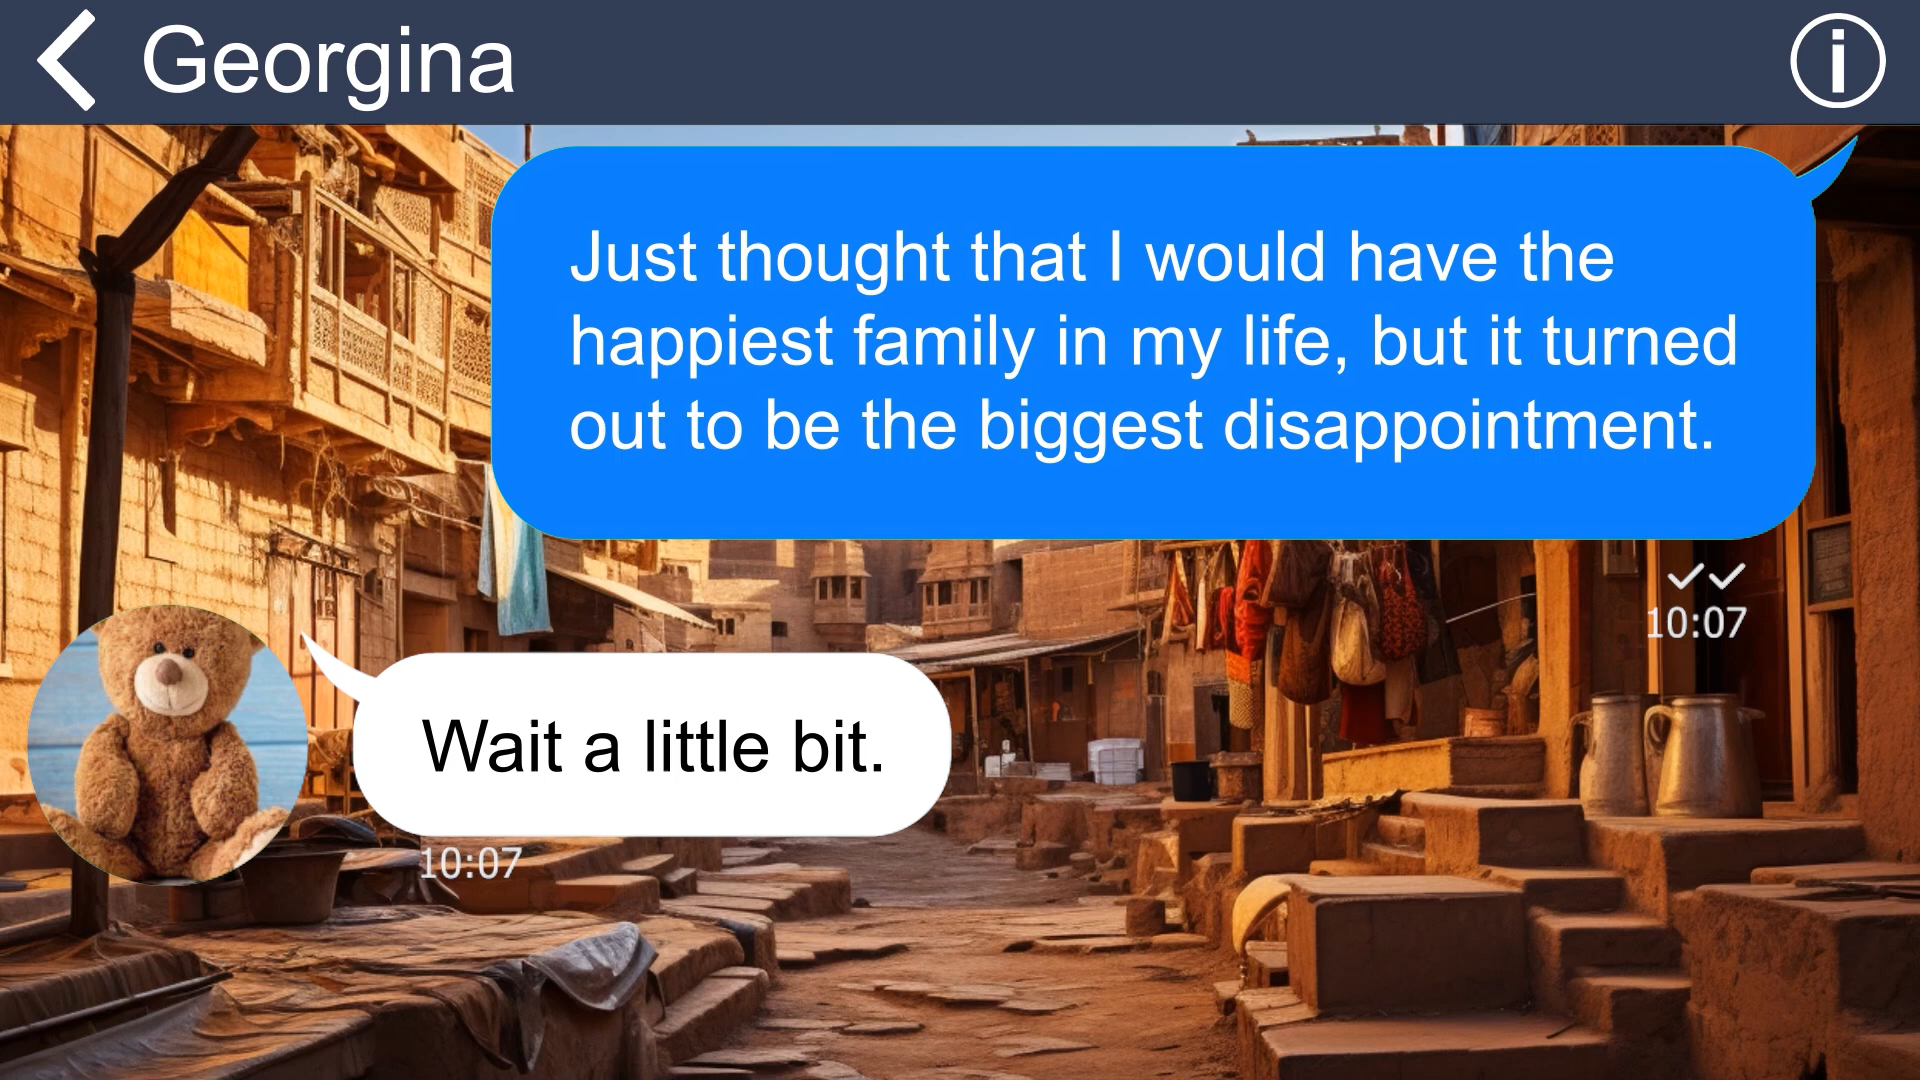 Georgina
Just thought that I would have the
happiest family in my life, but it turned
out to be the biggest disappointment.
10:07
Wait a little bit.
10:07